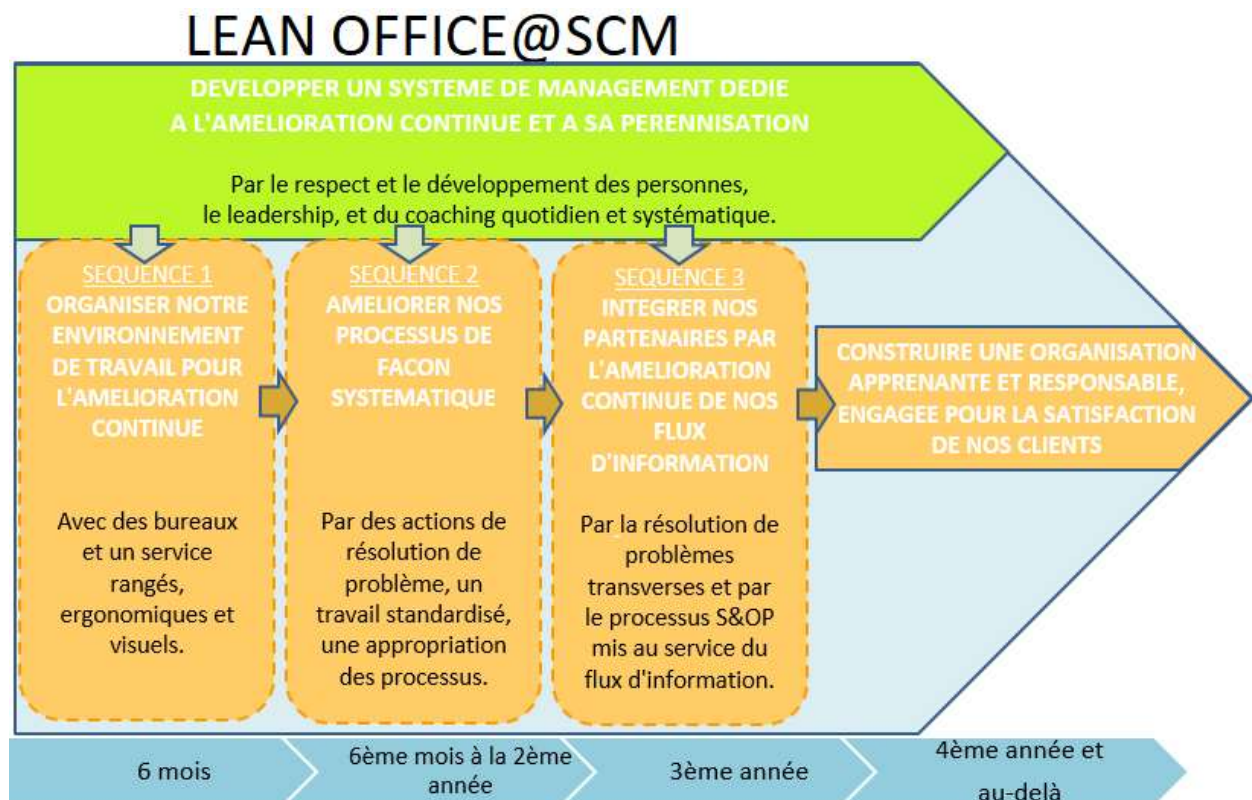 LEAN OFFICE@SCM
DEVELOPPER UN SYSTEME DE MANAGEMENT DEDIE
A L'AMELIORATION CONTINUE ET A SA PERENNISATION
Par le respect et le développement des personnes,
le leadership, et du coaching quotidien et systématique.
SEQUENCE 1
ORGANISER NOTRE
ENVIRONNEMENT
DE TRAVAIL POUR
L'AMELIORATION
CONTINUE
Avec des bureaux
et un service
rangés,
ergonomiques et
visuels.
SEQUENCE 2
AMELIORER NOS
PROCESSUS DE
FACON
SYSTEMATIQUE
Par des actions de
résolution de
problème, un
travail standardisé,
une appropriation
des processus.
SEQUENCE 3
INTEGRER NOS
PARTENAIRES PAR
L'AMELIORATION
CONTINUE DE NOS
FLUX
D'INFORMATION
Par la résolution de
problèmes
transverses et par
le processus S&OP
mis au service du
flux d'information.
CONSTRUIRE UNE ORGANISATION
APPRENANTE ET RESPONSABLE,
ENGAGEE POUR LA SATISFACTION
DE NOS CLIENTS
6 mois
6ème mois à la 2ème
année
3ème année
4ème année et
au-delà